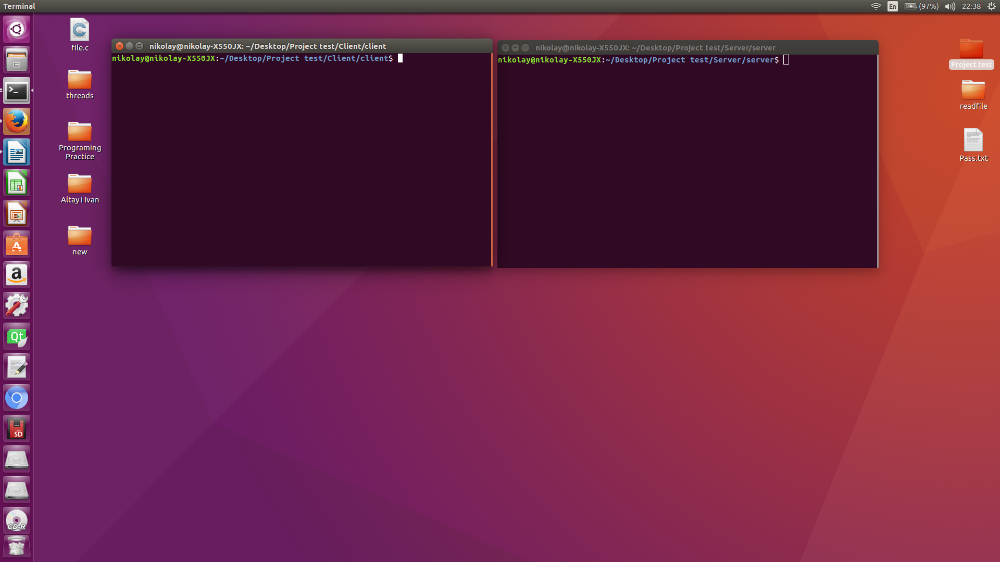 Terminal
En
(97%)
22:38
file.c
threads
Programing
Practice
Altay i Ivan
new
nikolay@nikolay-X550JX: ~/Desktop/Project test/Client/client
nikolay@nikolay-X550JX:~/Desktop/Project test/Client/client$
nikolay@nikolay-X550JX: ~/Desktop/Project test/Server/server
nikolay@nikolay-X550JX:~/Desktop/Project test/Server/server$
Project test
readfile
Pass.txt
>_
A
a
Qt
SD
CD-R